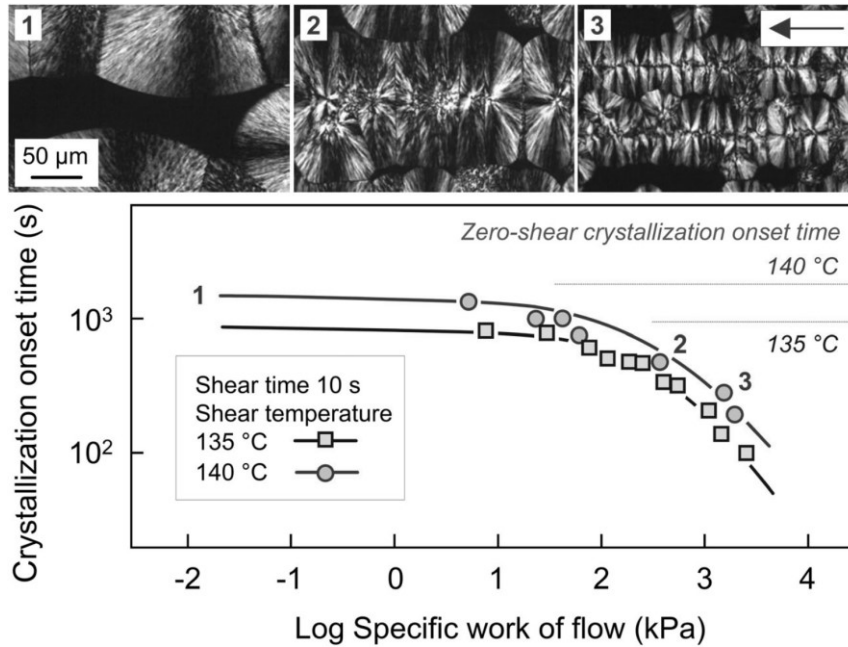 1
2
3
50 µm
Crystallization onset time (s)
Zero-shear crystallization onset time
140 °C
135 °C
10³
10²
1
2
3
Shear time 10 s
Shear temperature
135 °C
140 °C
-2 -1 0 1 2 3 4
Log Specific work of flow (kPa)